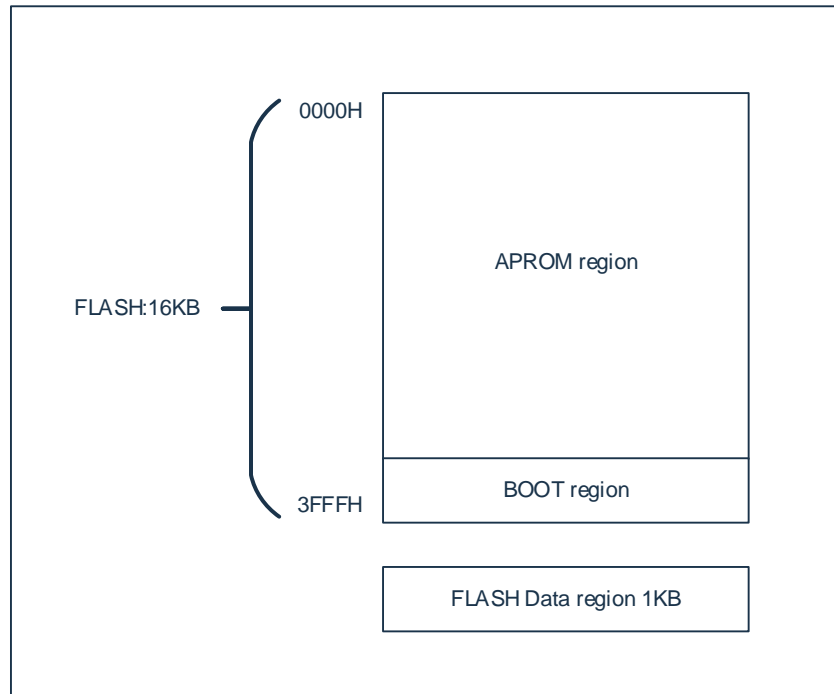 0000H
APROM region
FLASH:16KB
BOOT region
3FFFH
FLASH Data region 1KB